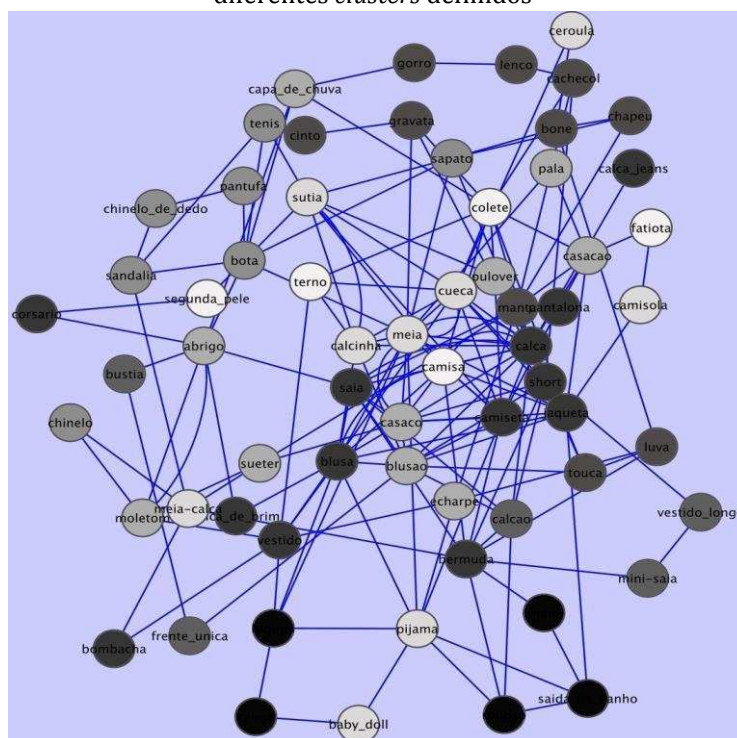 diferentes clusters definidos
ceroula
gorro
lenco
cachecol
capa_de_chuva
tenis
cinto
gravata
bone
chapeu
sapato
pala
calca_jeans
pantufa
chinelo_de_dedo
sutia
colete
fatiota
bota
casacao
sandalia
terno
cueca
pulover
segunda_pele
corsario
pantalona
camisola
meia
calcinha
calca
abrigo
camisa
bustia
saia
short
camiseta
jaqueta
casaco
chinelo
luva
blusa
blusao
sueter
touca
echarpe
meia-calca
moletom
calcao
vestido_longo
vestido
bermuda
mini-saia
pijama
frente_unica
bombacha
baby_doll